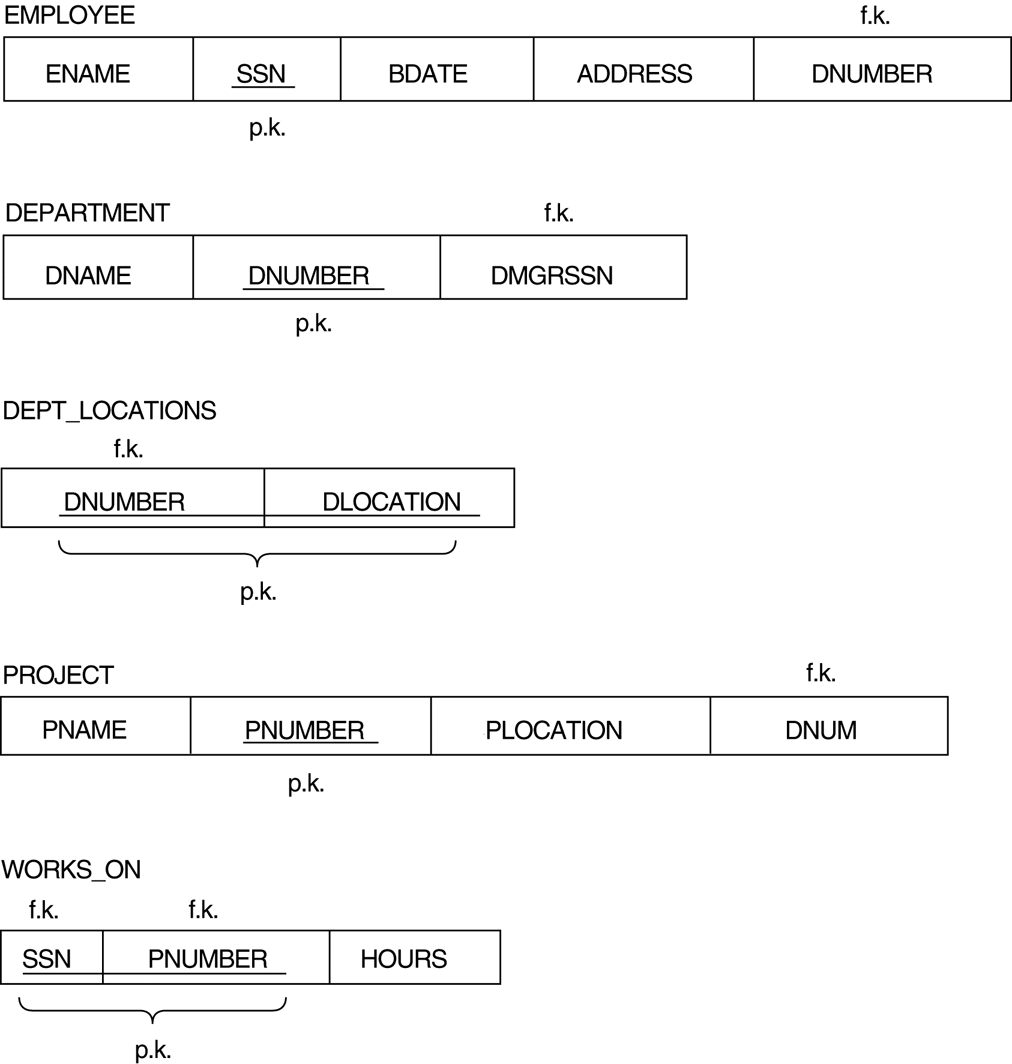 EMPLOYEE f.k.
ENAME SSN BDATE ADDRESS DNUMBER
p.k.
DEPARTMENT f.k.
DNAME DNUMBER DMGRSSN
p.k.
DEPT_LOCATIONS
f.k.
DNUMBER DLOCATION
p.k.
PROJECT f.k.
PNAME PNUMBER PLOCATION DNUM
p.k.
WORKS_ON
f.k. f.k.
SSN PNUMBER HOURS
p.k.